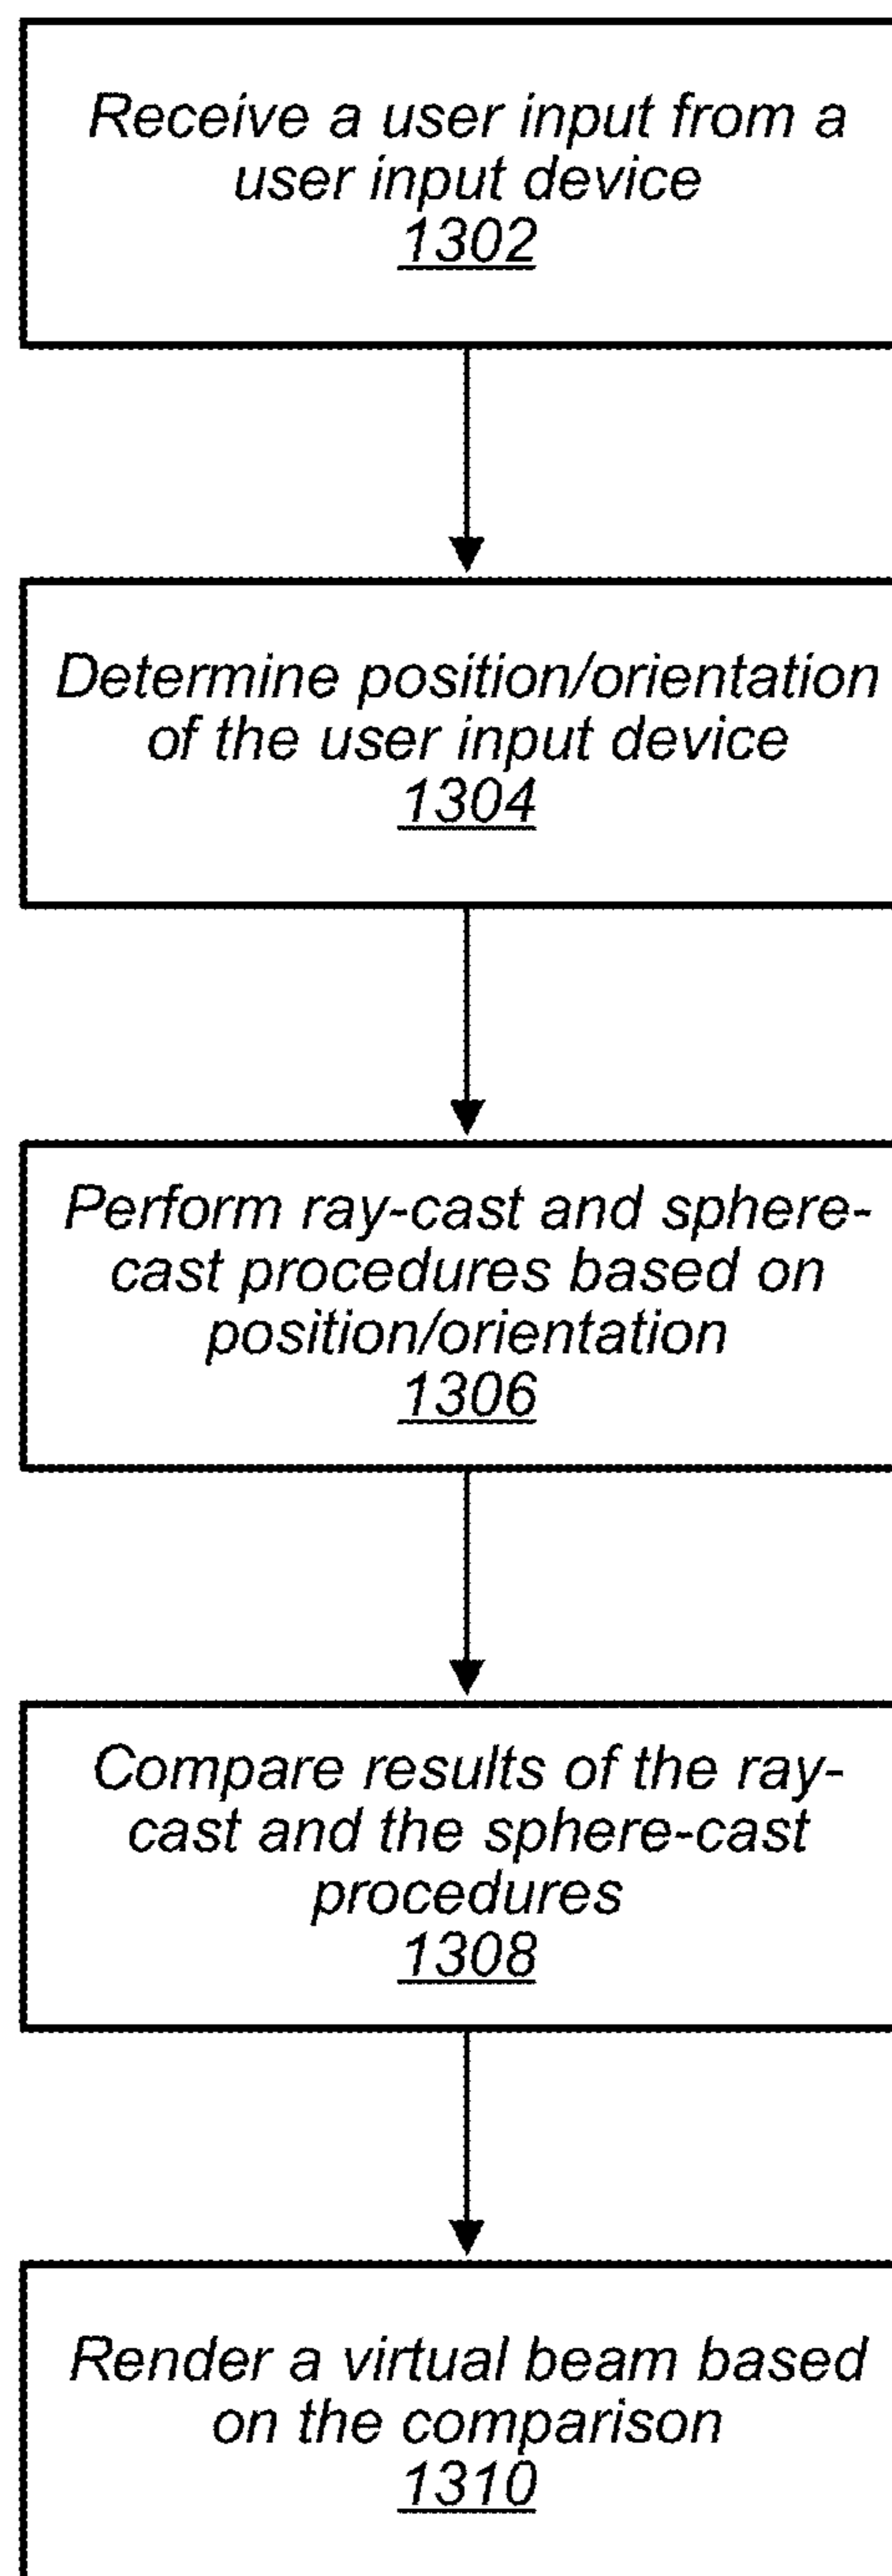 Receive a user input from a
user input device
1302
Determine position/orientation
of the user input device
1304
Perform ray-cast and sphere-
cast procedures based on
position/orientation
1306
Compare results of the ray-
cast and the sphere-cast
procedures
1308
Render a virtual beam based
on the comparison
1310